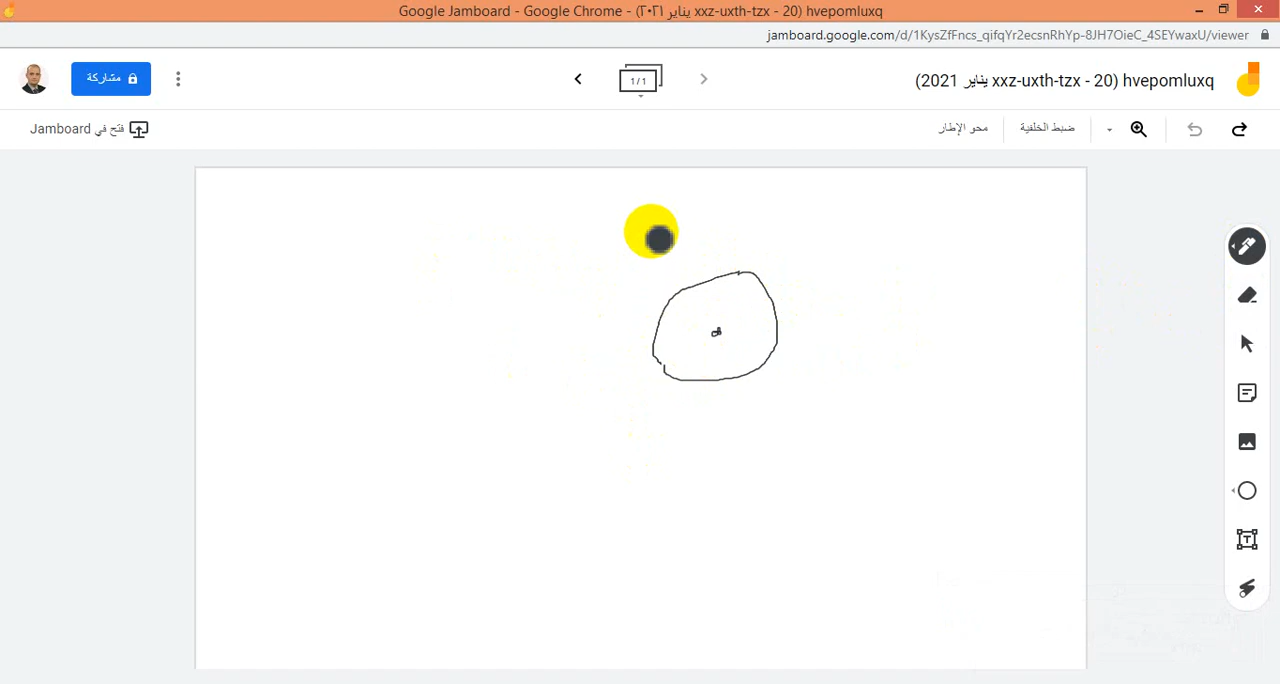 Google Jamboard - Google Chrome - (٢٠٢١ يناير xxz-uxth-tzx - 20) hvepomluxq
jamboard.google.com/d/1KysZfFncs_qifqYr2ecsnRhYp-8JH7OieC_4SEYwaxU/viewer
hvepomluxq (20 - xxz-uxth-tzx يناير 2021)
1/1
مشاركة
ضبط الخلفية
محو الإطار
فتح في Jamboard